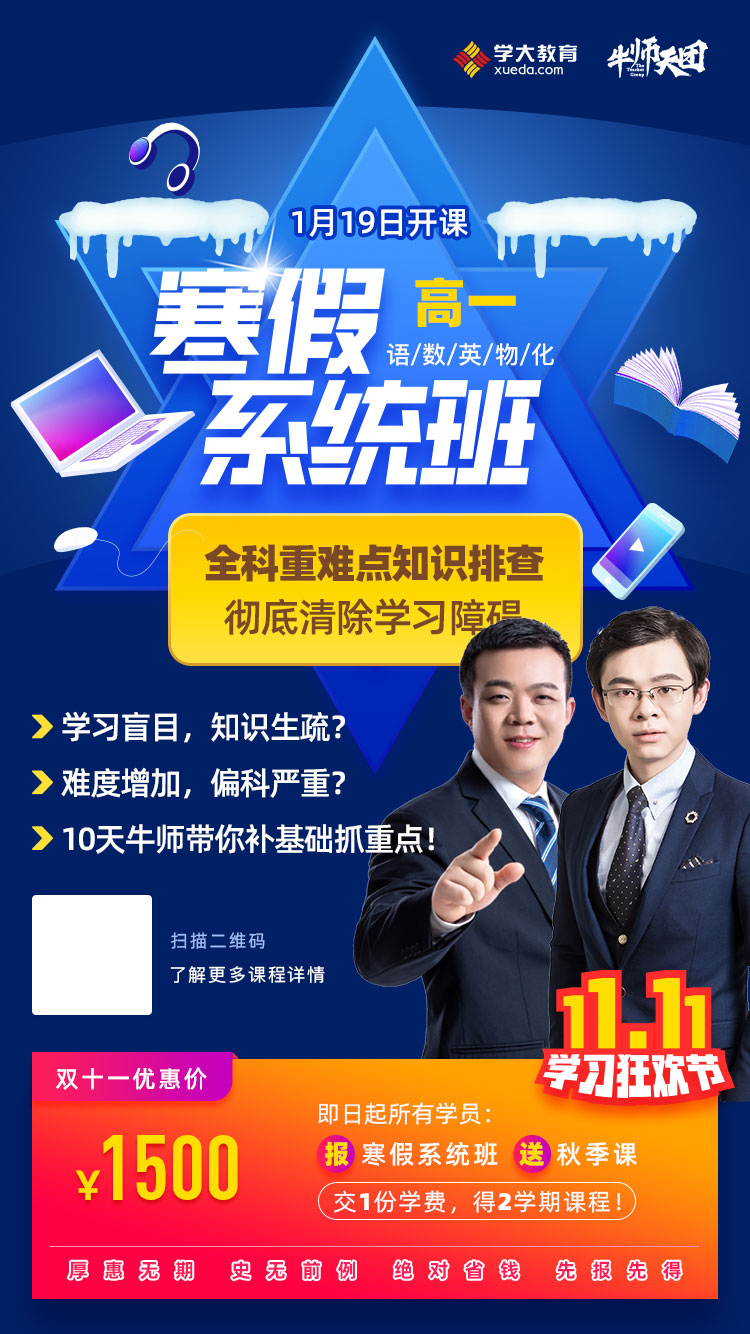 学大教育
xueda.com
牛师天团
The
Teacher
Group
1月19日开课
寒假
高一
语/数/英/物/化
系统班
全科重难点知识排查
彻底清除学习障碍
学习盲目，知识生疏？
难度增加，偏科严重？
10天牛师带你补基础抓重点！
扫描二维码
了解更多课程详情
11.11
学习狂欢节
双十一优惠价
¥1500
即日起所有学员：
报 寒假系统班 送 秋季课
交1份学费，得2学期课程！
厚惠无期 史无前例 绝对省钱 先报先得